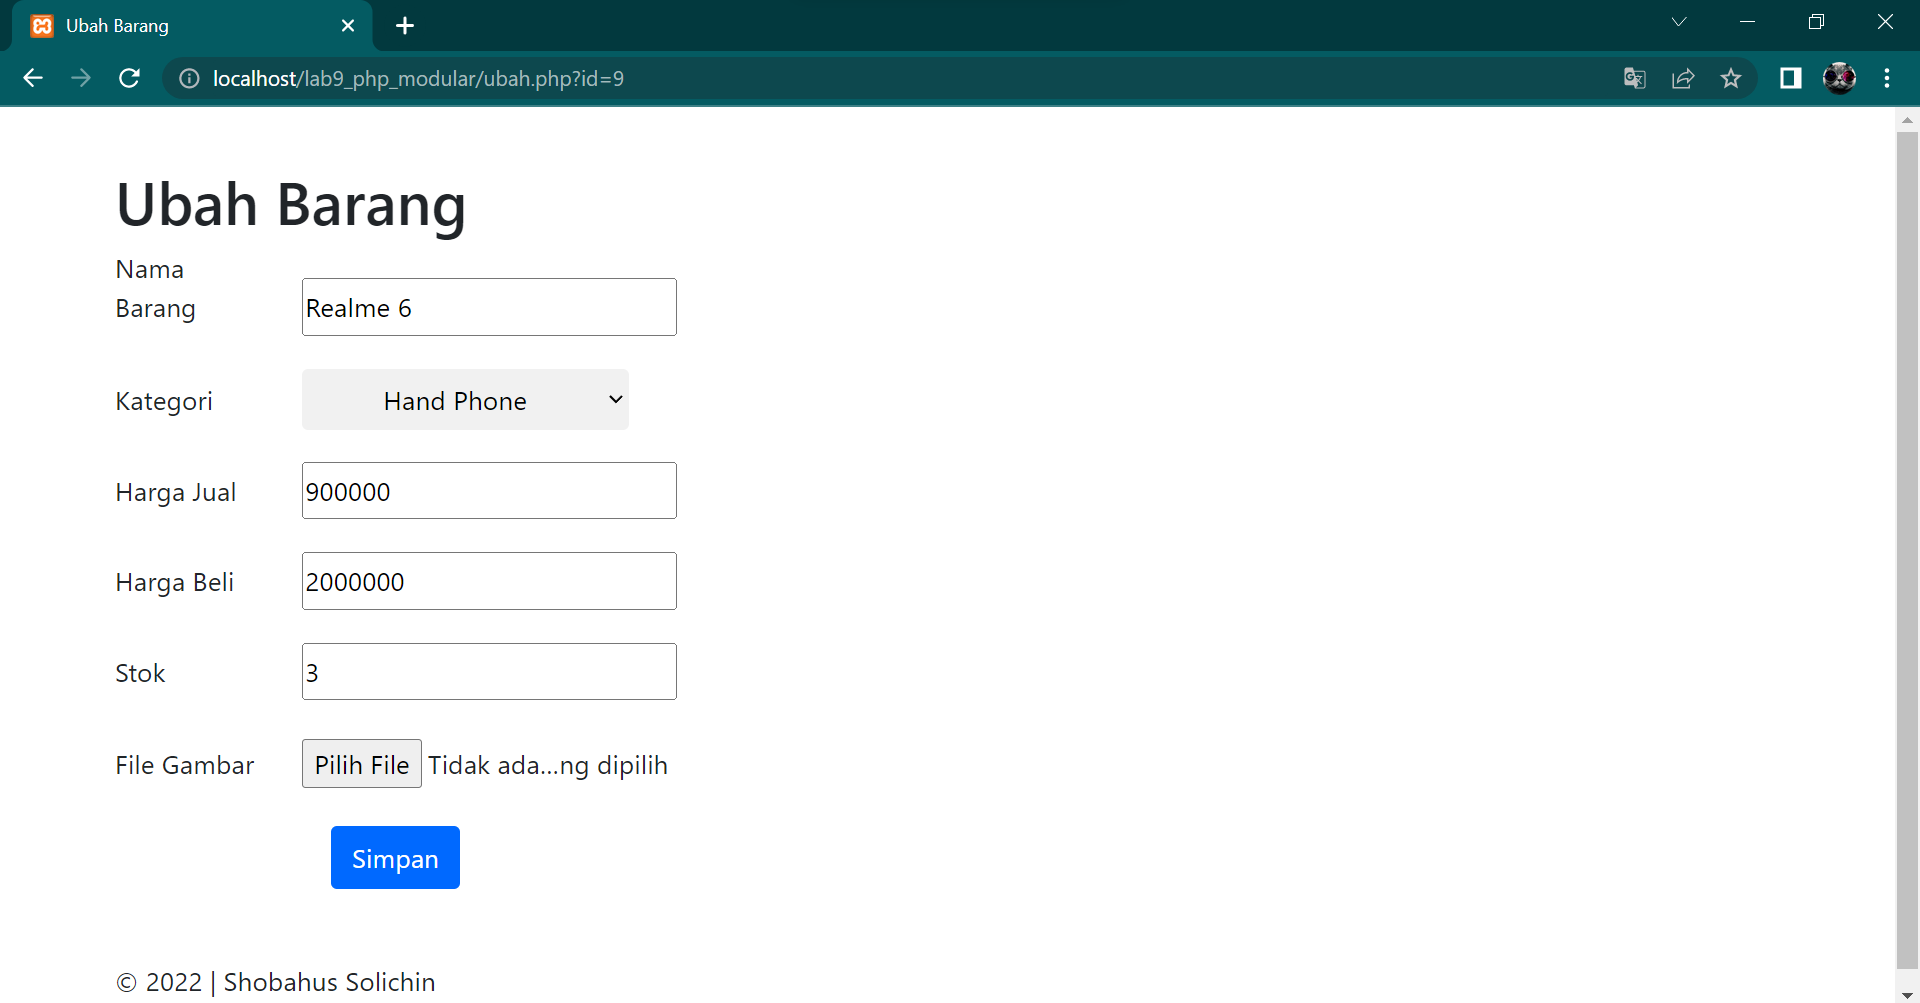 Ubah Barang
localhost/lab9_php_modular/ubah.php?id=9
Ubah Barang
Nama
Barang
Realme 6
Kategori
Hand Phone
Harga Jual
900000
Harga Beli
2000000
Stok
3
File Gambar
Pilih File Tidak ada...ng dipilih
Simpan
© 2022 | Shobahus Solichin